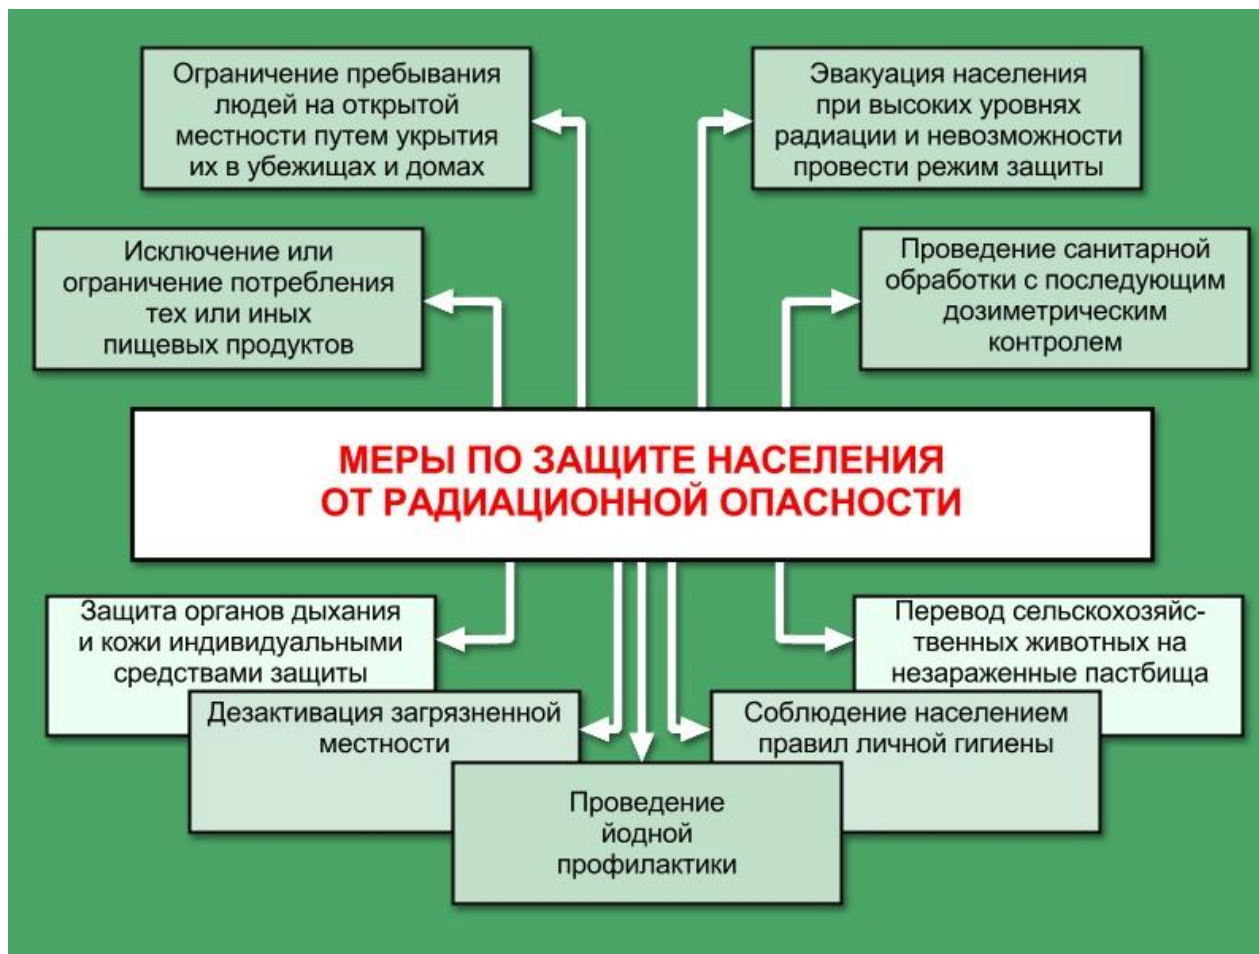 Ограничение пребывания
людей на открытой
местности путем укрытия
их в убежищах и домах
Эвакуация населения
при высоких уровнях
радиации и невозможности
провести режим защиты
Исключение или
ограничение потребления
тех или иных
пищевых продуктов
Проведение санитарной
обработки с последующим
дозиметрическим
контролем
МЕРЫ ПО ЗАЩИТЕ НАСЕЛЕНИЯ
ОТ РАДИАЦИОННОЙ ОПАСНОСТИ
Защита органов дыхания
и кожи индивидуальными
средствами защиты
Перевод сельскохозяйс-
твенных животных на
незараженные пастбища
Дезактивация загрязненной
местности
Соблюдение населением
правил личной гигиены
Проведение
йодной
профилактики